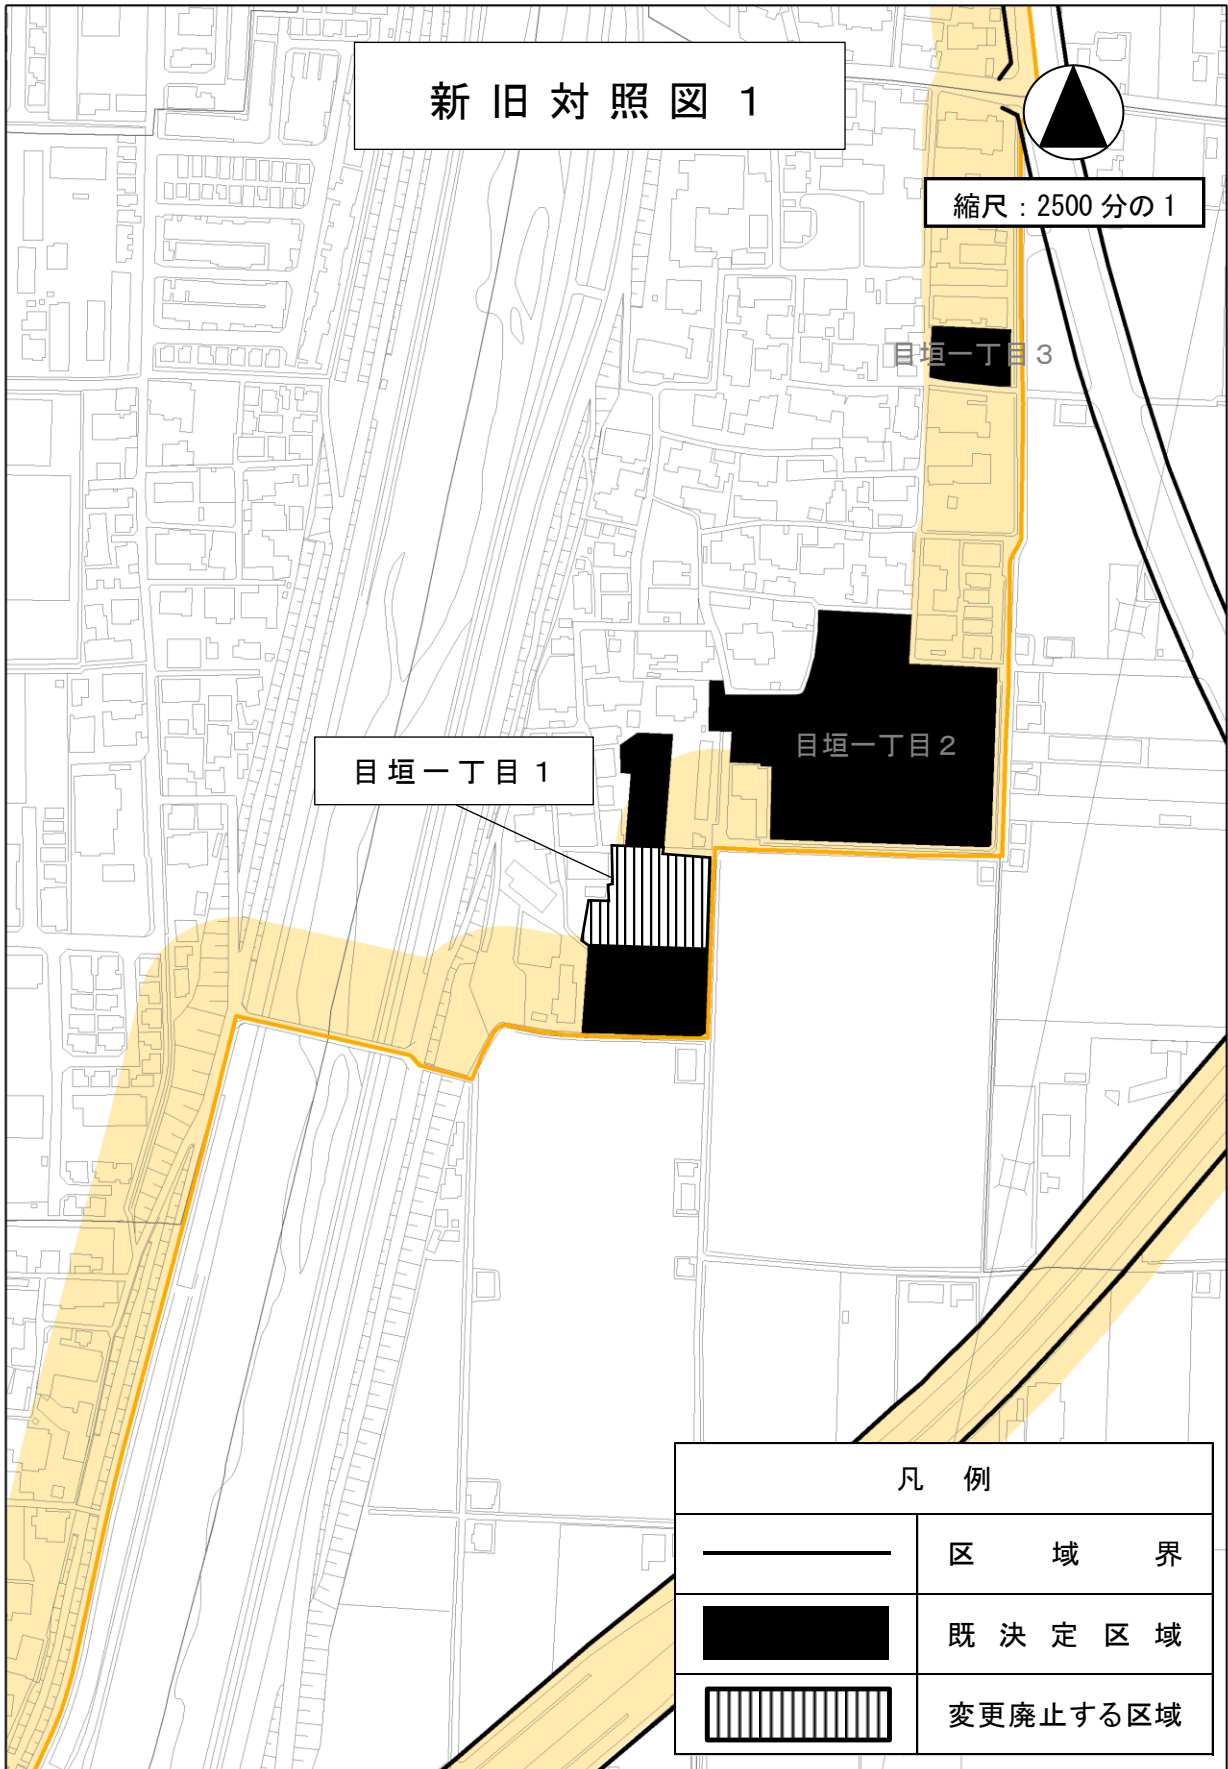 新旧対照図 1
縮尺：2500 分の 1
目垣一丁目 3
目垣一丁目 2
目垣一丁目 1
凡 例
区 域 界
既 決 定 区 域
変更廃止する区域